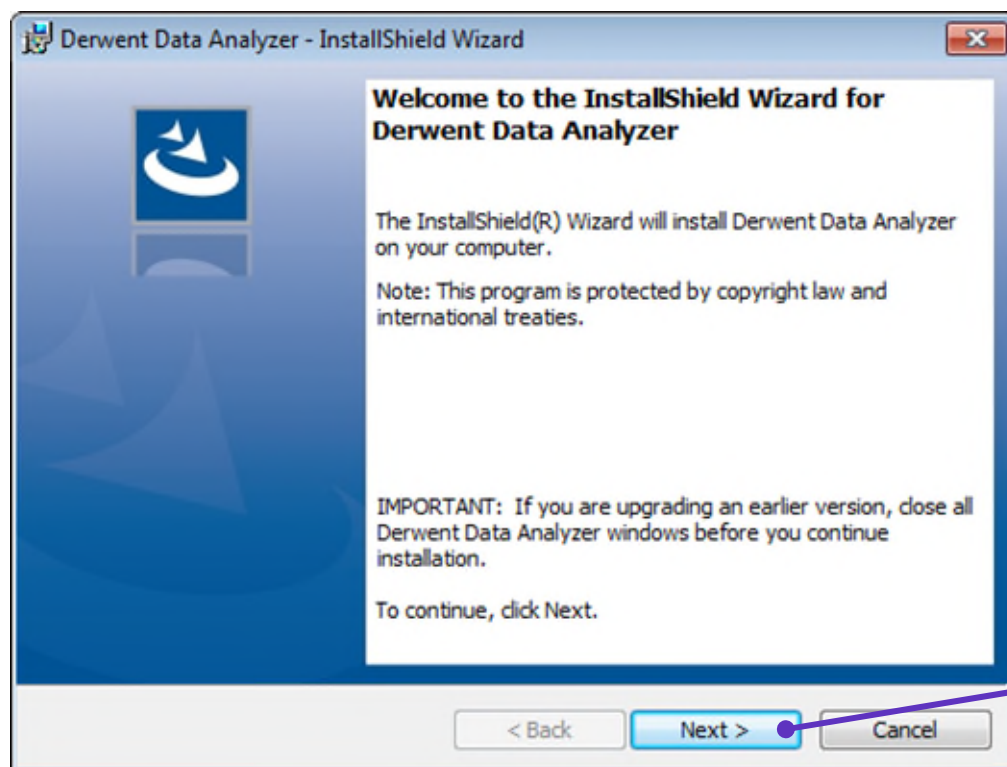 Derwent Data Analyzer - InstallShield Wizard
Welcome to the InstallShield Wizard for
Derwent Data Analyzer
The InstallShield(R) Wizard will install Derwent Data Analyzer
on your computer.
Note: This program is protected by copyright law and
international treaties.
IMPORTANT: If you are upgrading an earlier version, close all
Derwent Data Analyzer windows before you continue
installation.
To continue, click Next.
< Back
Next >
Cancel